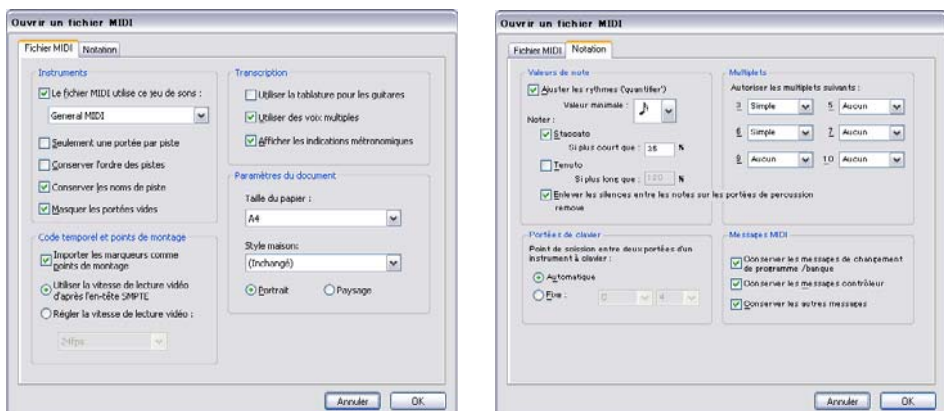 Ouvrir un fichier MIDI
Fichier MIDI
Notation
Instruments
Le fichier MIDI utilise ce jeu de sons :
General MIDI
Seulement une portée par piste
Conserver l'ordre des pistes
Conserver les noms de piste
Masquer les portées vides
Code temporel et points de montage
Importer les marqueurs comme
points de montage
Utiliser la vitesse de lecture vidéo
d'après l'en-tête SMPTE
Régler la vitesse de lecture vidéo :
24fps
Transcription
Utiliser la tablature pour les guitares
Utiliser des voix multiples
Afficher les indications métronomiques
Paramètres du document
Taille du papier :
A4
Style maison:
(Inchangé)
Portrait
Paysage
Annuler
OK
Ouvrir un fichier MIDI
Fichier MIDI
Notation
Valeurs de note
Ajuster les rythmes ('quantifier')
Valeur minimale :
Noter :
Staccato
Si plus court que : 35 %
Tenuto
Si plus long que : 120 %
Enlever les silences entre les notes sur les portées de percussion
remove
Portées de clavier
Point de scission entre deux portées d'un
instrument à clavier :
Automatique
Fixe :
4
Multiplets
Autoriser les multiplets suivants :
3 Simple
5 Aucun
6 Simple
7 Aucun
9 Aucun
10 Aucun
Messages MIDI
Conserver les messages de changement
de programme /banque
Conserver les messages contrôleur
Conserver les autres messages
Annuler
OK